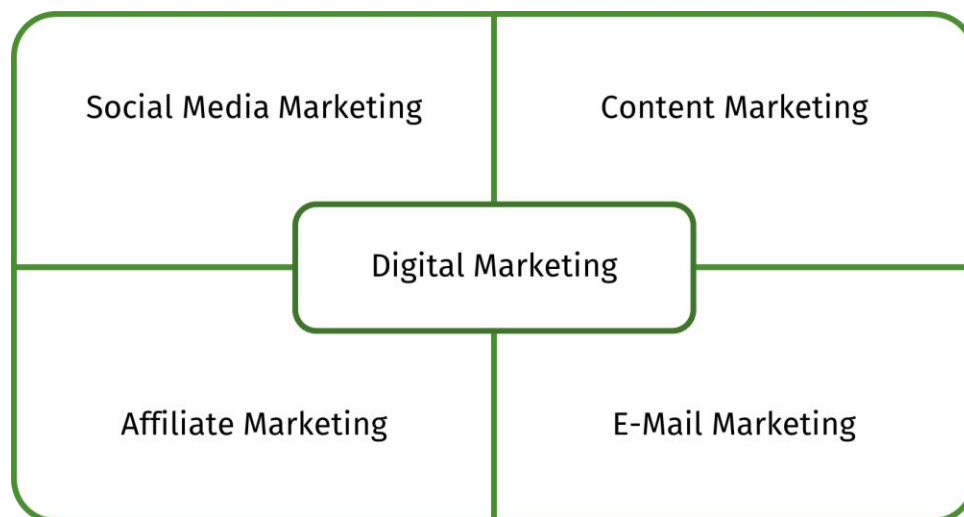 Social Media Marketing
Content Marketing
Digital Marketing
Affiliate Marketing
E-Mail Marketing